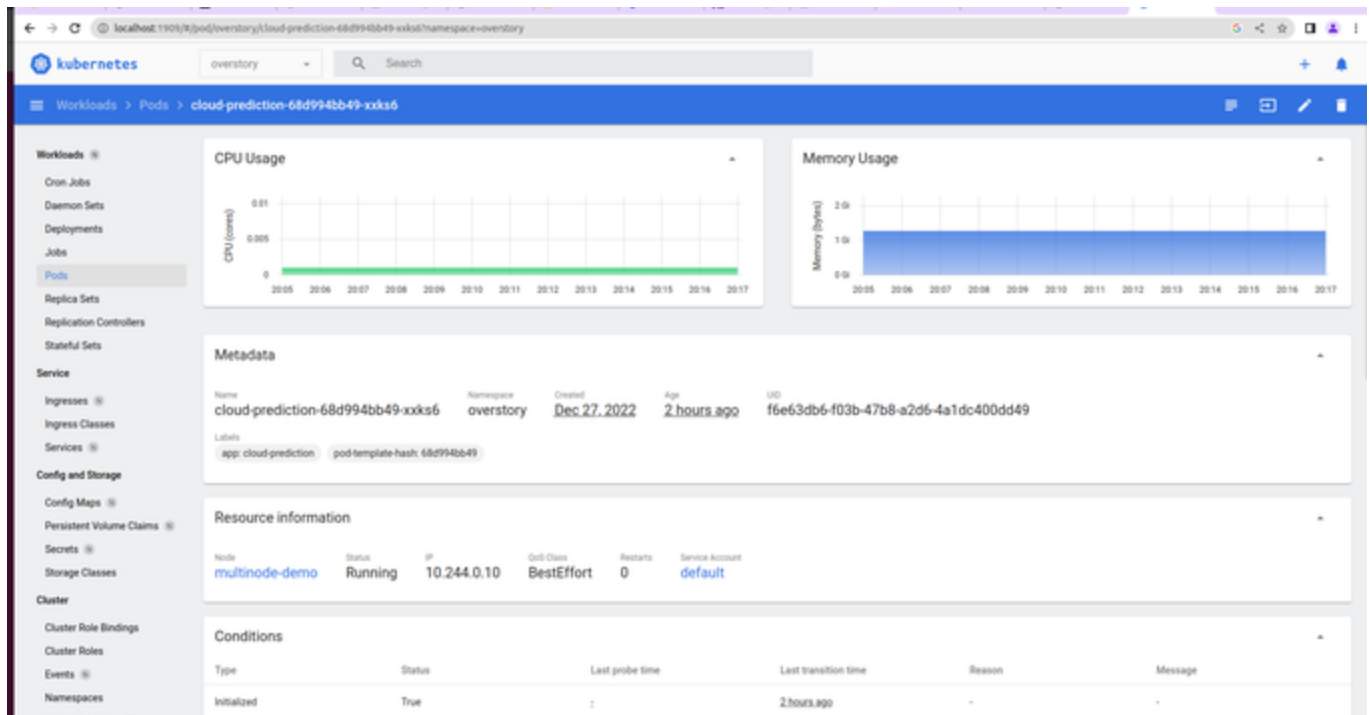 localhost:1909/#/pod/overstory/cloud-prediction-68d994bb49-xxks6?namespace=overstory
kubernetes
overstory
Search
Workloads > Pods > cloud-prediction-68d994bb49-xxks6
Workloads N
Cron Jobs
Daemon Sets
Deployments
Jobs
Pods
Replica Sets
Replication Controllers
Stateful Sets
Service
Ingresses N
Ingress Classes
Services N
Config and Storage
Config Maps N
Persistent Volume Claims N
Secrets N
Storage Classes
Cluster
Cluster Role Bindings
Cluster Roles
Events N
Namespaces
CPU Usage
CPU (cores)
0.01
0.005
0
20:05 20:06 20:07 20:08 20:09 20:10 20:11 20:12 20:13 20:14 20:15 20:16 20:17
Memory Usage
Memory (bytes)
2 Gi
1 Gi
0 Gi
20:05 20:06 20:07 20:08 20:09 20:10 20:11 20:12 20:13 20:14 20:15 20:16 20:17
Metadata
Name Namespace Created Age UID
cloud-prediction-68d994bb49-xxks6 overstory Dec 27, 2022 2 hours ago f6e63db6-f03b-47b8-a2d6-4a1dc400dd49
Labels
app: cloud-prediction pod-template-hash: 68d994bb49
Resource information
Node Status IP QoS Class Restarts Service Account
multinode-demo Running 10.244.0.10 BestEffort 0 default
Conditions
Type Status Last probe time Last transition time Reason Message
Initialized True - 2 hours ago - -